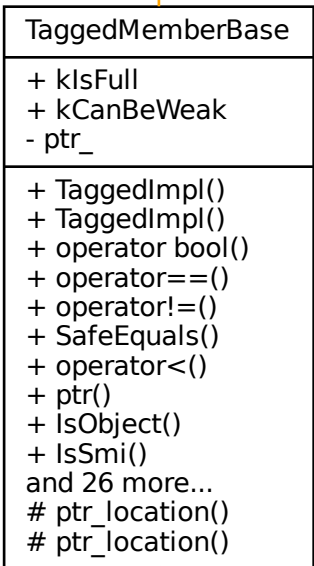 TaggedMemberBase
+ kIsFull
+ kCanBeWeak
- ptr_
+ TaggedImpl()
+ TaggedImpl()
+ operator bool()
+ operator==()
+ operator!=()
+ SafeEquals()
+ operator<()
+ ptr()
+ IsObject()
+ IsSmi()
and 26 more...
# ptr_location()
# ptr_location()